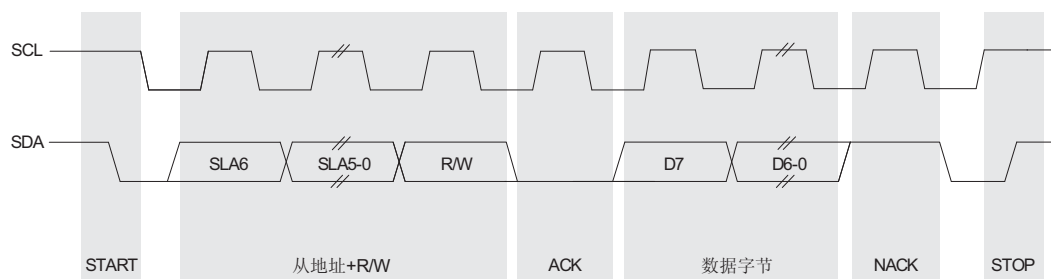 SCL
SDA
SLA6 SLA5-0 R/W D7 D6-0
START 从地址+R/W ACK 数据字节 NACK STOP